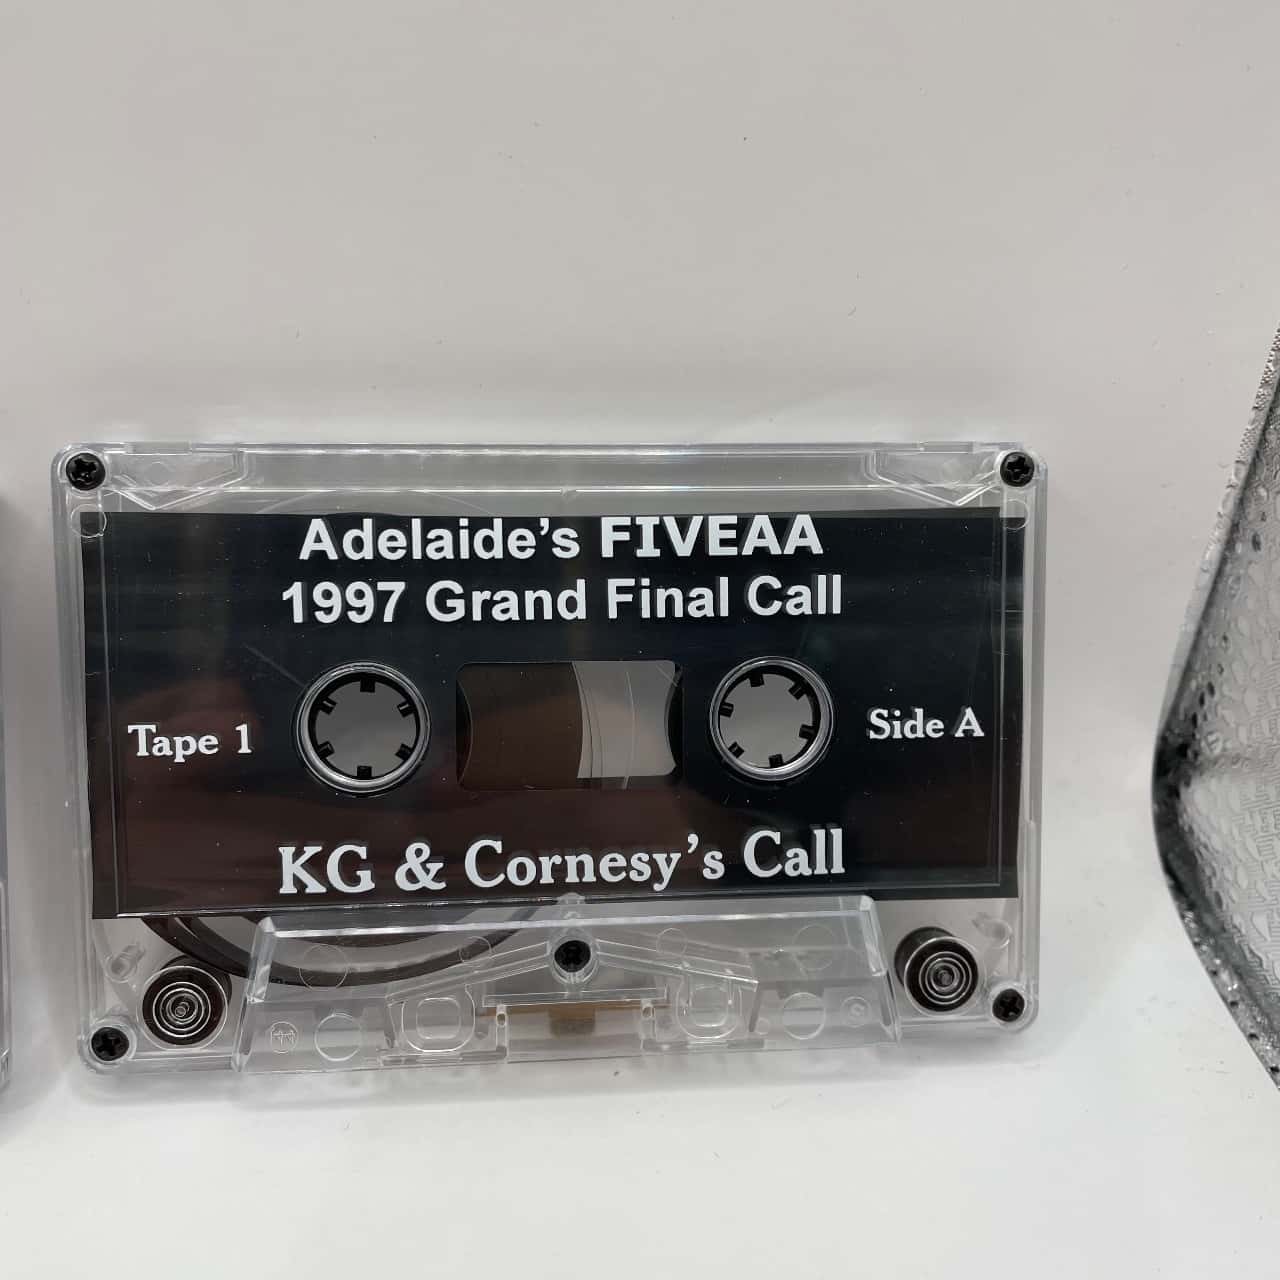 Adelaide's FIVEAA
1997 Grand Final Call
Tape 1
Side A
KG & Cornesy's Call